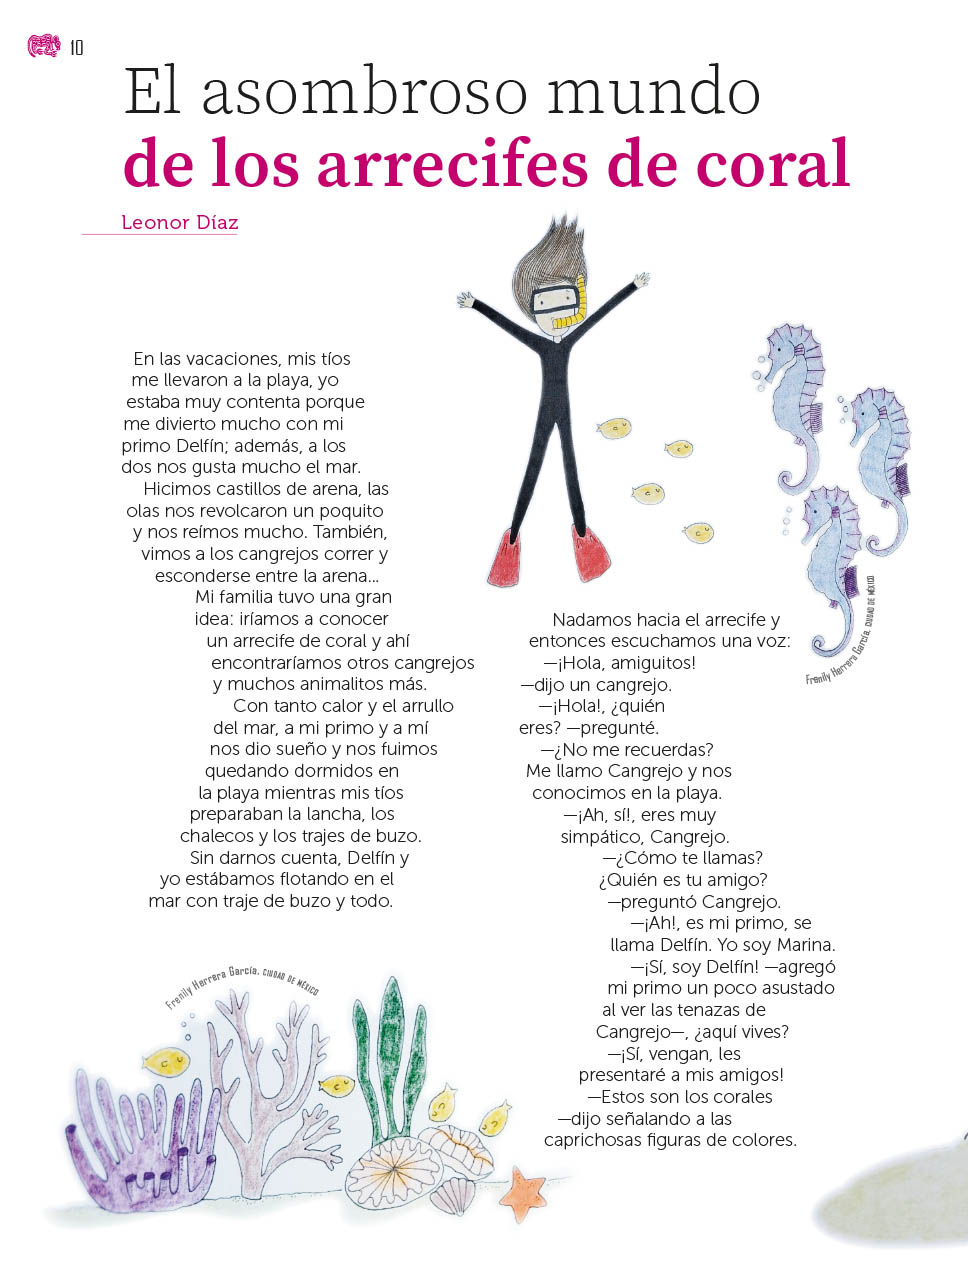 10
El asombroso mundo
de los arrecifes de coral
Leonor Díaz
En las vacaciones, mis tíos
me llevaron a la playa, yo
estaba muy contenta porque
me divierto mucho con mi
primo Delfín; además, a los
dos nos gusta mucho el mar.
Hicimos castillos de arena, las
olas nos revolcaron un poquito
y nos reímos mucho. También,
vimos a los cangrejos correr y
esconderse entre la arena...
Mi familia tuvo una gran
idea: iríamos a conocer
un arrecife de coral y ahí
encontraríamos otros cangrejos
y muchos animalitos más.
Con tanto calor y el arrullo
del mar, a mi primo y a mí
nos dio sueño y nos fuimos
quedando dormidos en
la playa mientras mis tíos
preparaban la lancha, los
chalecos y los trajes de buzo.
Sin darnos cuenta, Delfín y
yo estábamos flotando en el
mar con traje de buzo y todo.
Frenily Herrera García, CIUDAD DE MÉXICO
Nadamos hacia el arrecife y
entonces escuchamos una voz:
—¡Hola, amiguitos!
—dijo un cangrejo.
—¡Hola!, ¿quién
eres? —pregunté.
—¿No me recuerdas?
Me llamo Cangrejo y nos
conocimos en la playa.
—¡Ah, sí!, eres muy
simpático, Cangrejo.
—¿Cómo te llamas?
¿Quién es tu amigo?
—preguntó Cangrejo.
—¡Ah!, es mi primo, se
llama Delfín. Yo soy Marina.
—¡Sí, soy Delfín! —agregó
mi primo un poco asustado
al ver las tenazas de
Cangrejo—, ¿aquí vives?
—¡Sí, vengan, les
presentaré a mis amigos!
—Estos son los corales
—dijo señalando a las
caprichosas figuras de colores.
Frenily Herrera García, CIUDAD DE MÉXICO